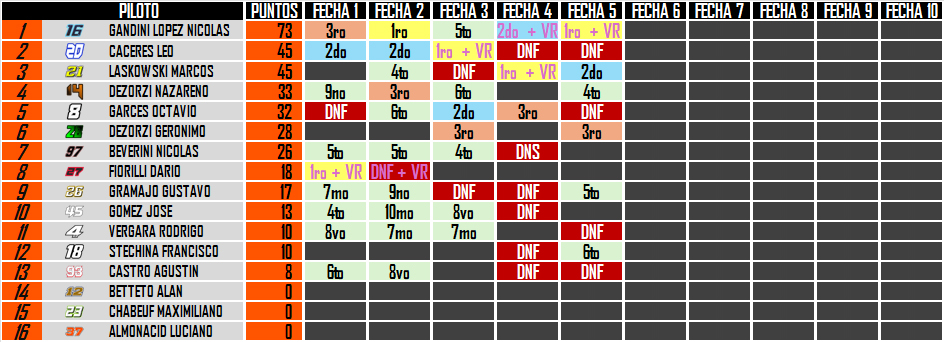 PILOTO PUNTOS FECHA 1 FECHA 2 FECHA 3 FECHA 4 FECHA 5 FECHA 6 FECHA 7 FECHA 8 FECHA 9 FECHA 10
1 16 GANDINI LOPEZ NICOLAS 73 3ro 1ro 5to 2do + VR 1ro + VR
2 20 CACERES LEO 45 2do 2do 1ro + VR DNF DNF
3 21 LASKOWSKI MARCOS 45 4to DNF 1ro + VR 2do
4 14 DEZORZI NAZARENO 33 9no 3ro 6to 4to
5 8 GARCES OCTAVIO 32 DNF 6to 2do 3ro DNF
6 DEZORZI GERONIMO 28 3ro 3ro
7 97 BEVERINI NICOLAS 26 5to 5to 4to DNS
8 27 FIORILLI DARIO 18 1ro + VR DNF + VR
9 26 GRAMAJO GUSTAVO 17 7mo 9no DNF DNF 5to
10 45 GOMEZ JOSE 13 4to 10mo 8vo DNF
11 4 VERGARA RODRIGO 10 8vo 7mo 7mo DNF
12 18 STECHINA FRANCISCO 10 DNF 6to
13 93 CASTRO AGUSTIN 8 6to 8vo DNF DNF
14 12 BETTETO ALAN 0
15 23 CHABEUF MAXIMILIANO 0
16 37 ALMONACID LUCIANO 0